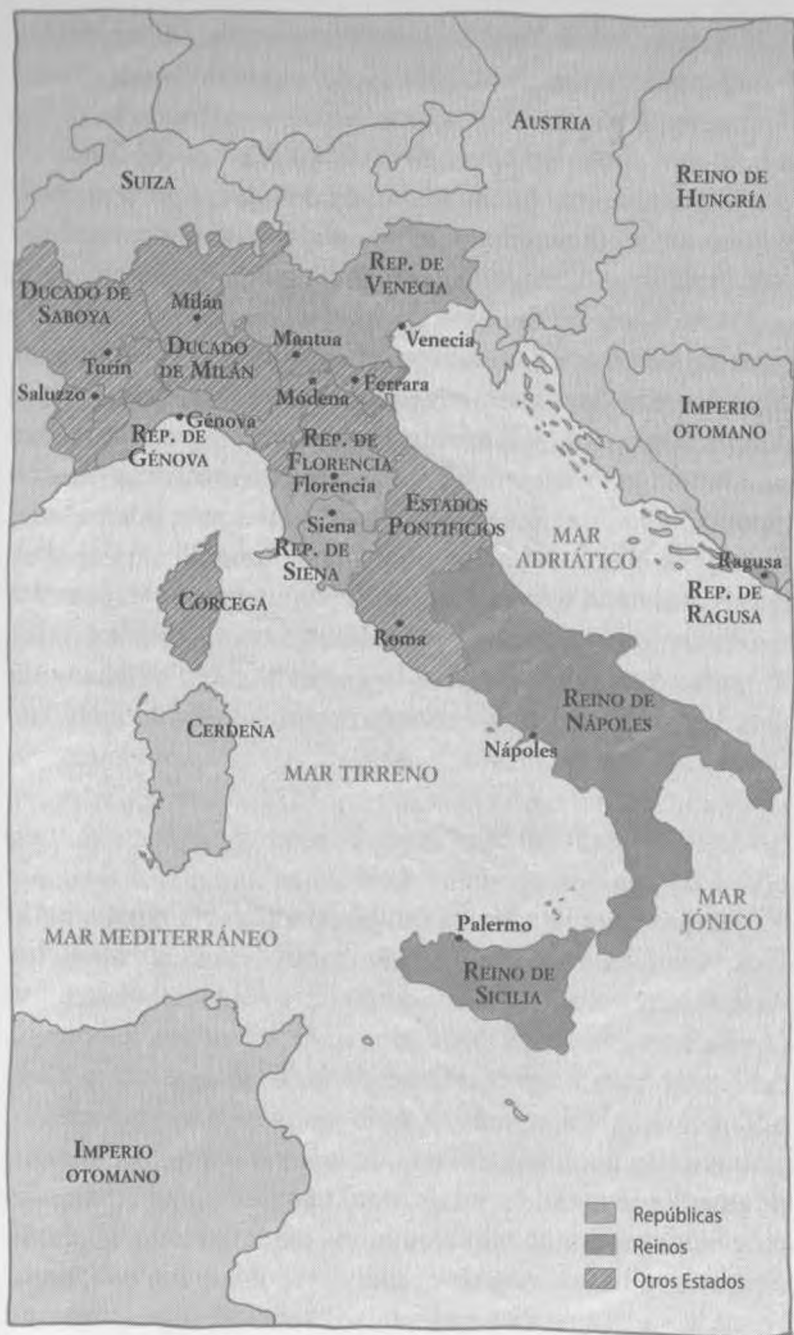 AUSTRIA
SUIZA
REINO DE
HUNGRÍA
REP. DE
VENECIA
DUCADO DE
SABOYA
Milán
Venecia
Mantua
DUCADO
DE MILÁN
Turín
Ferrara
Módena
Saluzzo
IMPERIO
OTOMANO
Génova
REP. DE
GÉNOVA
REP. DE
FLORENCIA
Florencia
ESTADOS
PONTIFICIOS
Siena
REP. DE
SIENA
MAR
ADRIÁTICO
Ragusa
REP. DE
RAGUSA
CÓRCEGA
Roma
REINO DE
NÁPOLES
CERDEÑA
Nápoles
MAR TIRRENO
MAR
JÓNICO
Palermo
MAR MEDITERRÁNEO
REINO DE
SICILIA
IMPERIO
OTOMANO
Repúblicas
Reinos
Otros Estados